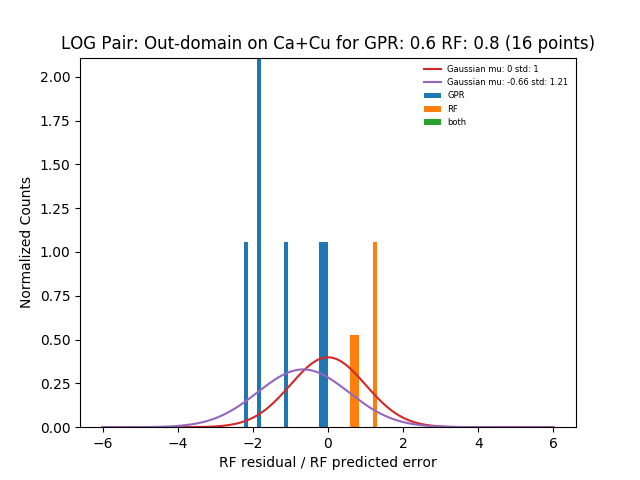 LOG Pair: Out-domain on Ca+Cu for GPR: 0.6 RF: 0.8 (16 points)
Gaussian mu: 0 std: 1
Gaussian mu: -0.66 std: 1.21
GPR
RF
both
Normalized Counts
2.00
1.75
1.50
1.25
1.00
0.75
0.50
0.25
0.00
−6 −4 −2 0 2 4 6
RF residual / RF predicted error